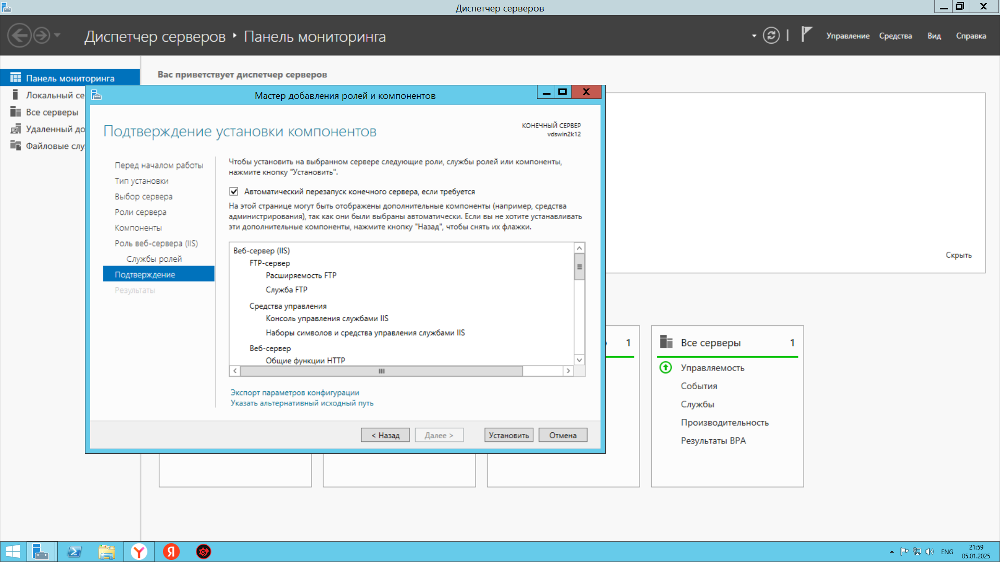 Диспетчер серверов
Диспетчер серверов ‣ Панель мониторинга
Управление
Средства
Вид
Справка
Панель мониторинга
Локальный се
Все серверы
Удаленный до
Файловые слу
Вас приветствует диспетчер серверов
Мастер добавления ролей и компонентов
Подтверждение установки компонентов
КОНЕЧНЫЙ СЕРВЕР
vdswin2k12
Перед началом работы
Тип установки
Выбор сервера
Роли сервера
Компоненты
Роль веб-сервера (IIS)
Службы ролей
Подтверждение
Результаты
Чтобы установить на выбранном сервере следующие роли, службы ролей или компоненты,
нажмите кнопку "Установить".
Автоматический перезапуск конечного сервера, если требуется
На этой странице могут быть отображены дополнительные компоненты (например, средства
администрирования), так как они были выбраны автоматически. Если вы не хотите устанавливать
эти дополнительные компоненты, нажмите кнопку "Назад", чтобы снять их флажки.
Веб-сервер (IIS)
FTP-сервер
Расширяемость FTP
Служба FTP
Средства управления
Консоль управления службами IIS
Наборы символов и средства управления службами IIS
Веб-сервер
Общие функции HTTP
Экспорт параметров конфигурации
Указать альтернативный исходный путь
< Назад
Далее >
Установить
Отмена
Скрыть
1
Все серверы 1
Управляемость
События
Службы
Производительность
Результаты BPA
ENG
21:59
05.01.2025